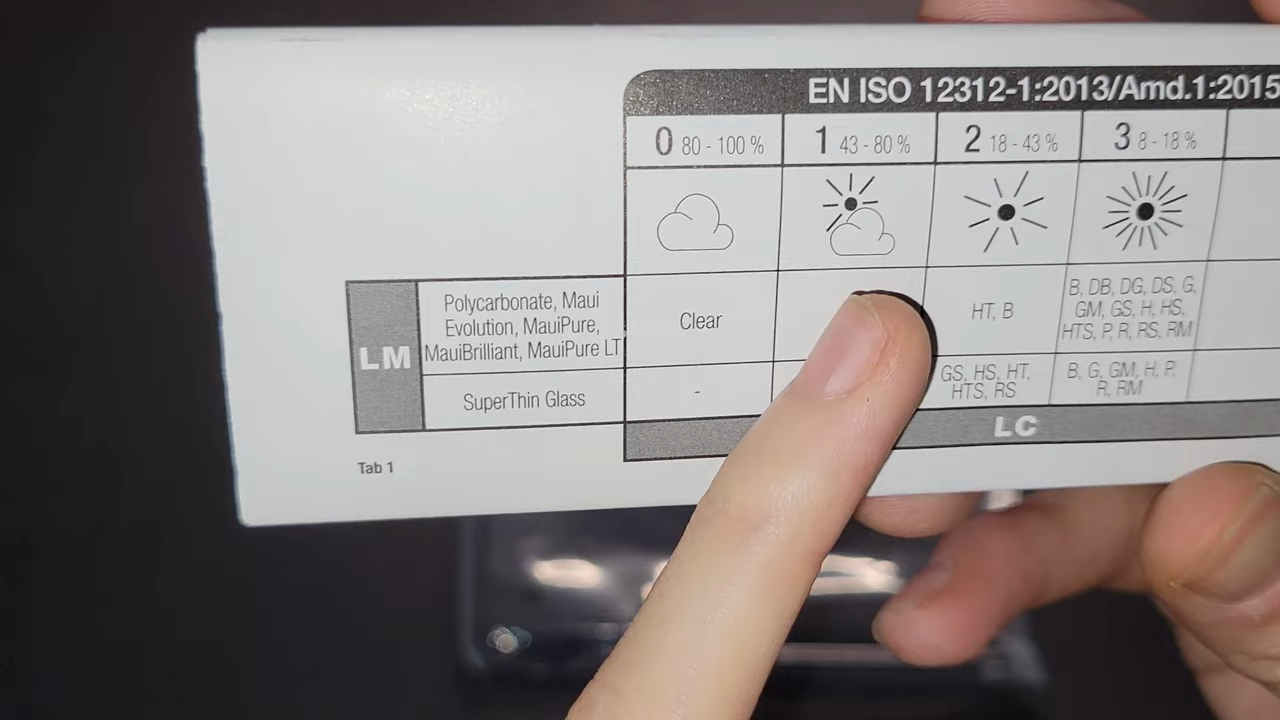 EN ISO 12312-1:2013/Amd.1:2015
0 80 - 100 % 1 43 - 80 % 2 18 - 43 % 3 8 - 18 %
LM
Polycarbonate, Maui
Evolution, MauiPure,
MauiBrilliant, MauiPure LT
Clear
HT, B
B, DB, DG, DS, G,
GM, GS, H, HS,
HTS, P, R, RS, RM
SuperThin Glass
-
GS, HS, HT,
HTS, RS
B, G, GM, H, P,
R, RM
LC
Tab 1